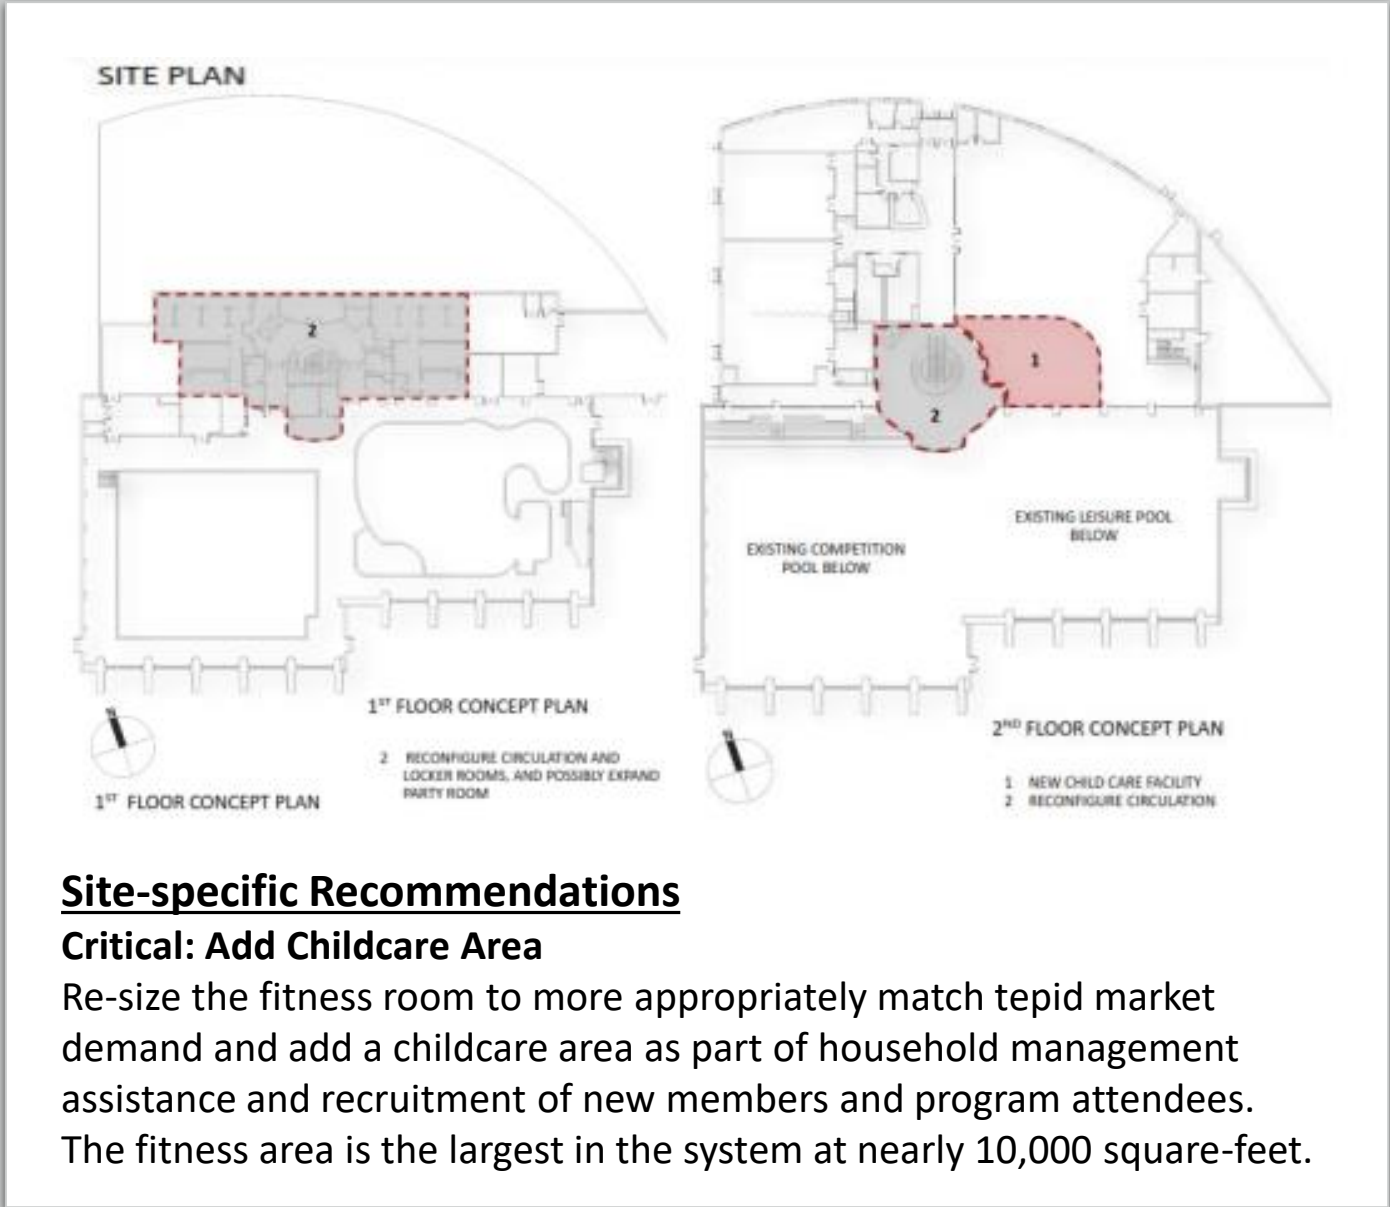 SITE PLAN
2
1
2
EXISTING LEISURE POOL
BELOW
EXISTING COMPETITION
POOL BELOW
N
1ST FLOOR CONCEPT PLAN
2 RECONFIGURE CIRCULATION AND
LOCKER ROOMS, AND POSSIBLY EXPAND
PARTY ROOM
1ST FLOOR CONCEPT PLAN
N
2ND FLOOR CONCEPT PLAN
1 NEW CHILD CARE FACILITY
2 RECONFIGURE CIRCULATION
Site-specific Recommendations
Critical: Add Childcare Area
Re-size the fitness room to more appropriately match tepid market
demand and add a childcare area as part of household management
assistance and recruitment of new members and program attendees.
The fitness area is the largest in the system at nearly 10,000 square-feet.